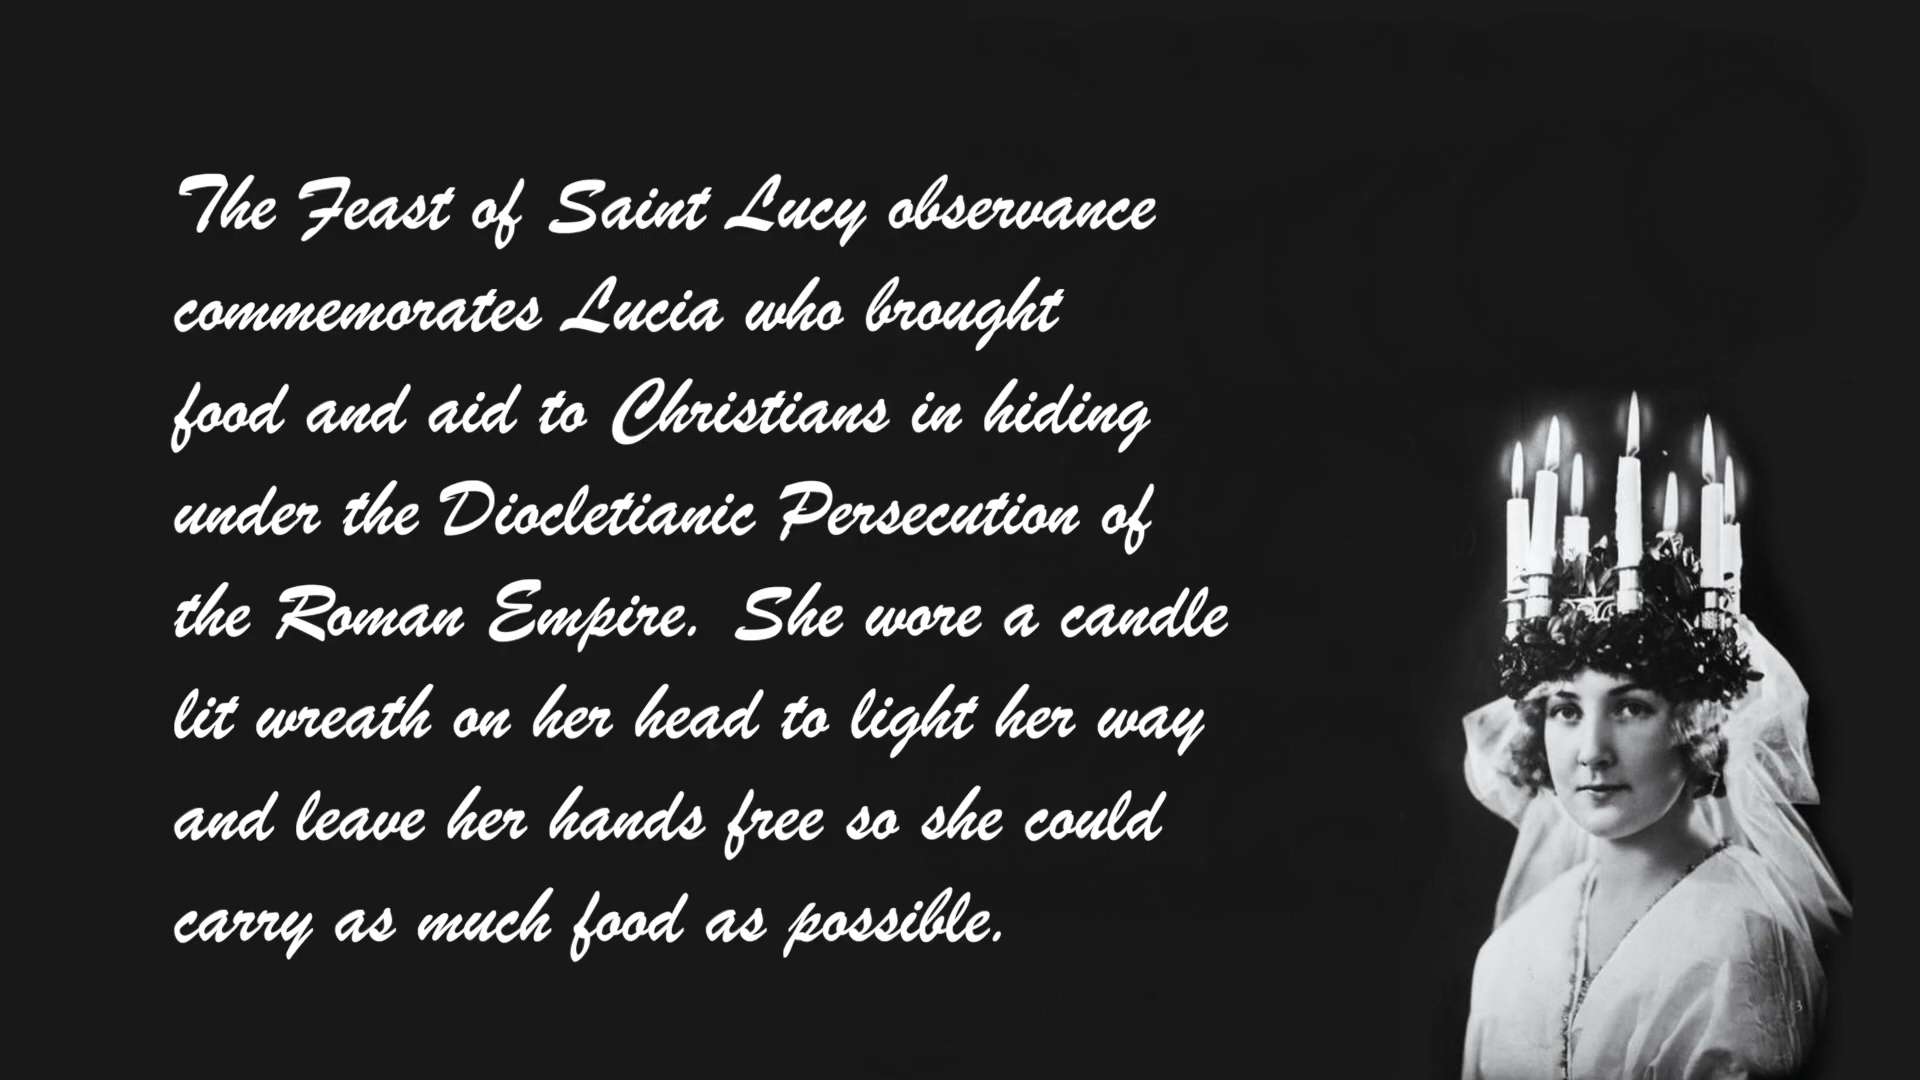 The Feast of Saint Lucy observance
commemorates Lucia who brought
food and aid to Christians in hiding
under the Diocletianic Persecution of
the Roman Empire. She wore a candle
lit wreath on her head to light her way
and leave her hands free so she could
carry as much food as possible.